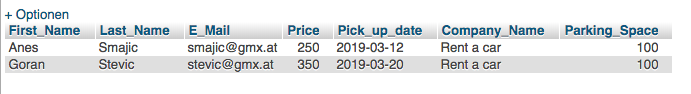 + Optionen
First_Name Last_Name E_Mail Price Pick_up_date Company_Name Parking_Space
Anes Smajic smajic@gmx.at 250 2019-03-12 Rent a car 100
Goran Stevic stevic@gmx.at 350 2019-03-20 Rent a car 100